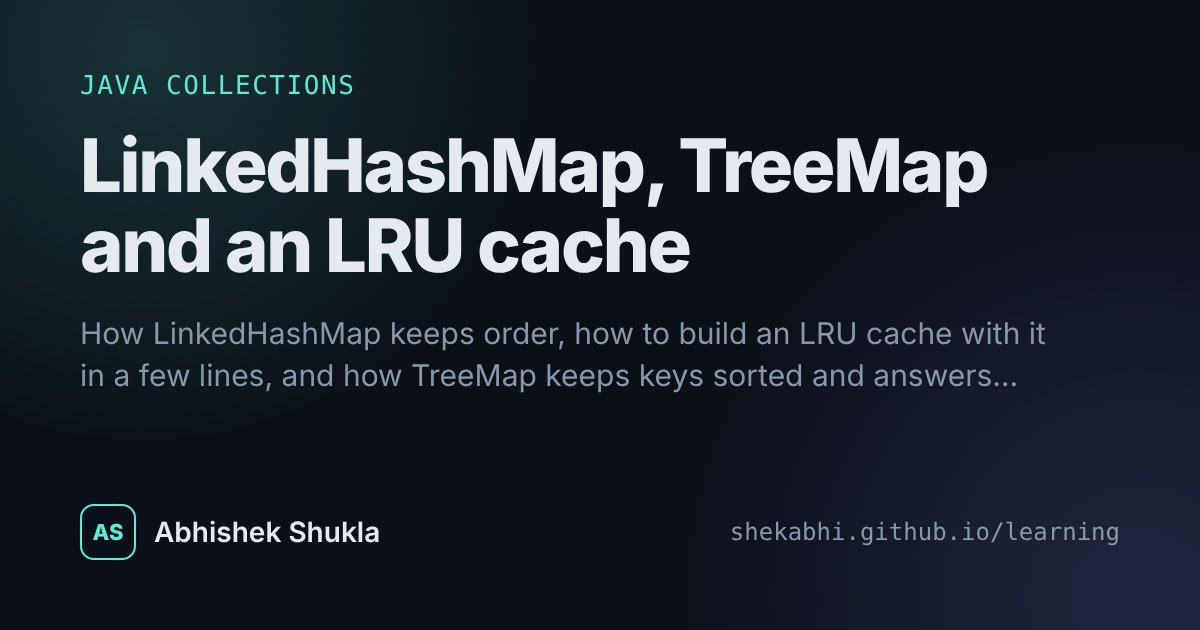 JAVA COLLECTIONS
LinkedHashMap, TreeMap
and an LRU cache
How LinkedHashMap keeps order, how to build an LRU cache with it
in a few lines, and how TreeMap keeps keys sorted and answers…
AS Abhishek Shukla
shekabhi.github.io/learning